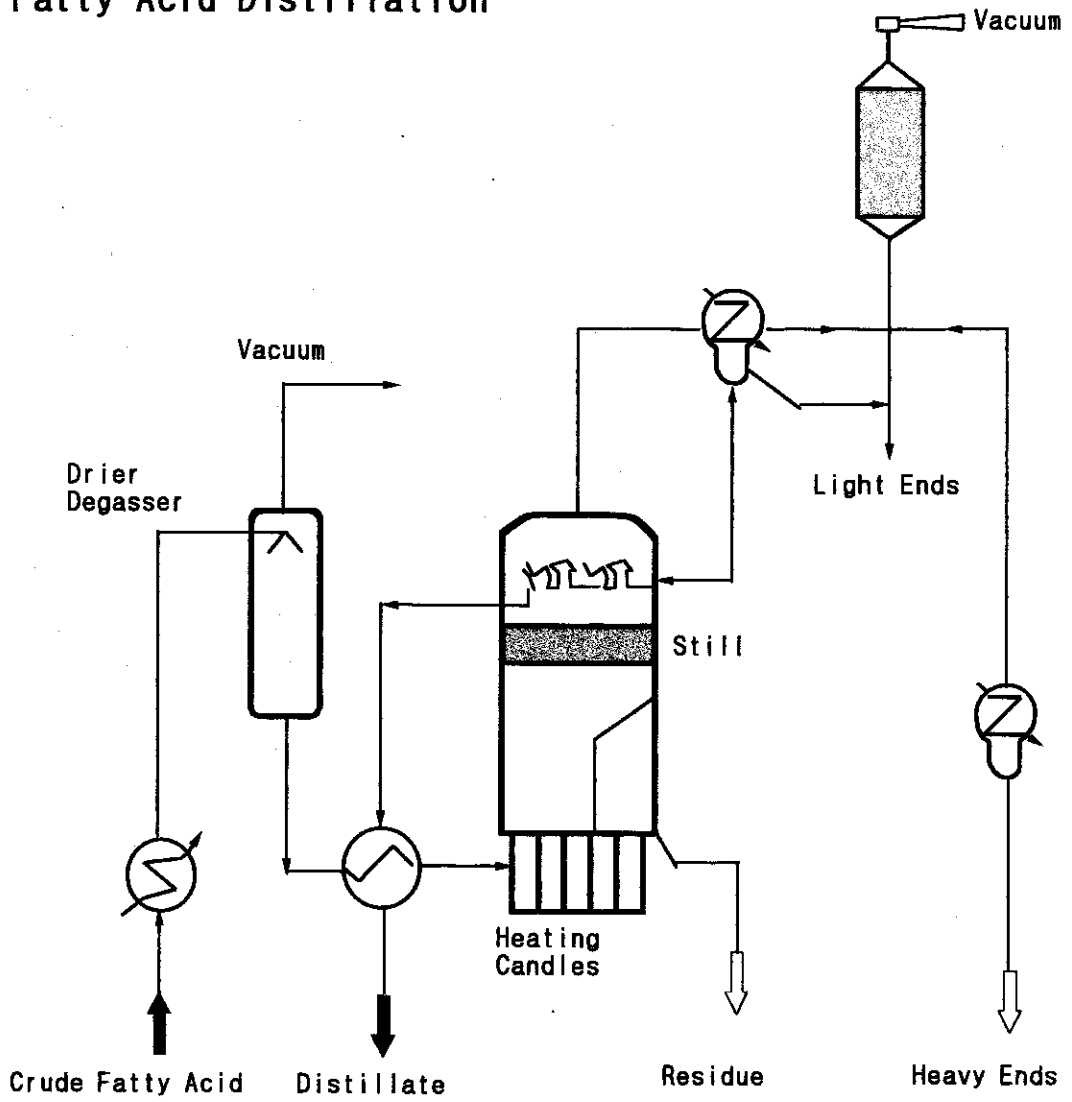 Fatty Acid Distillation
Vacuum
Vacuum
Drier
Degasser
Light Ends
Still
Heating
Candles
Crude Fatty Acid
Distillate
Residue
Heavy Ends